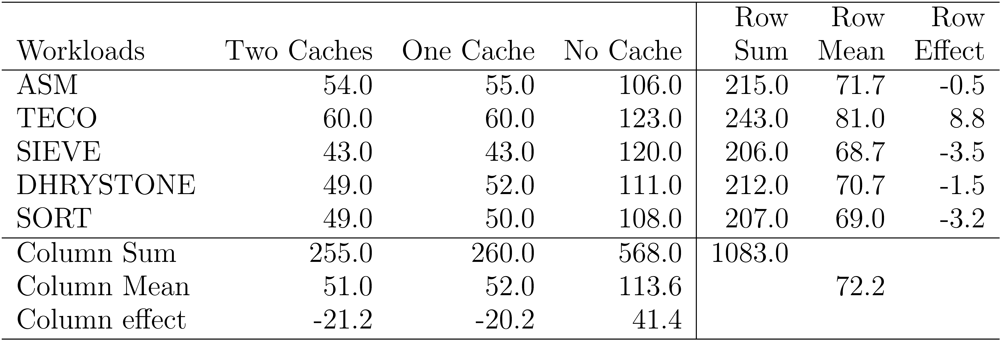 Row Row Row
Workloads Two Caches One Cache No Cache Sum Mean Effect
ASM 54.0 55.0 106.0 215.0 71.7 -0.5
TECO 60.0 60.0 123.0 243.0 81.0 8.8
SIEVE 43.0 43.0 120.0 206.0 68.7 -3.5
DHRYSTONE 49.0 52.0 111.0 212.0 70.7 -1.5
SORT 49.0 50.0 108.0 207.0 69.0 -3.2
Column Sum 255.0 260.0 568.0 1083.0
Column Mean 51.0 52.0 113.6 72.2
Column effect -21.2 -20.2 41.4